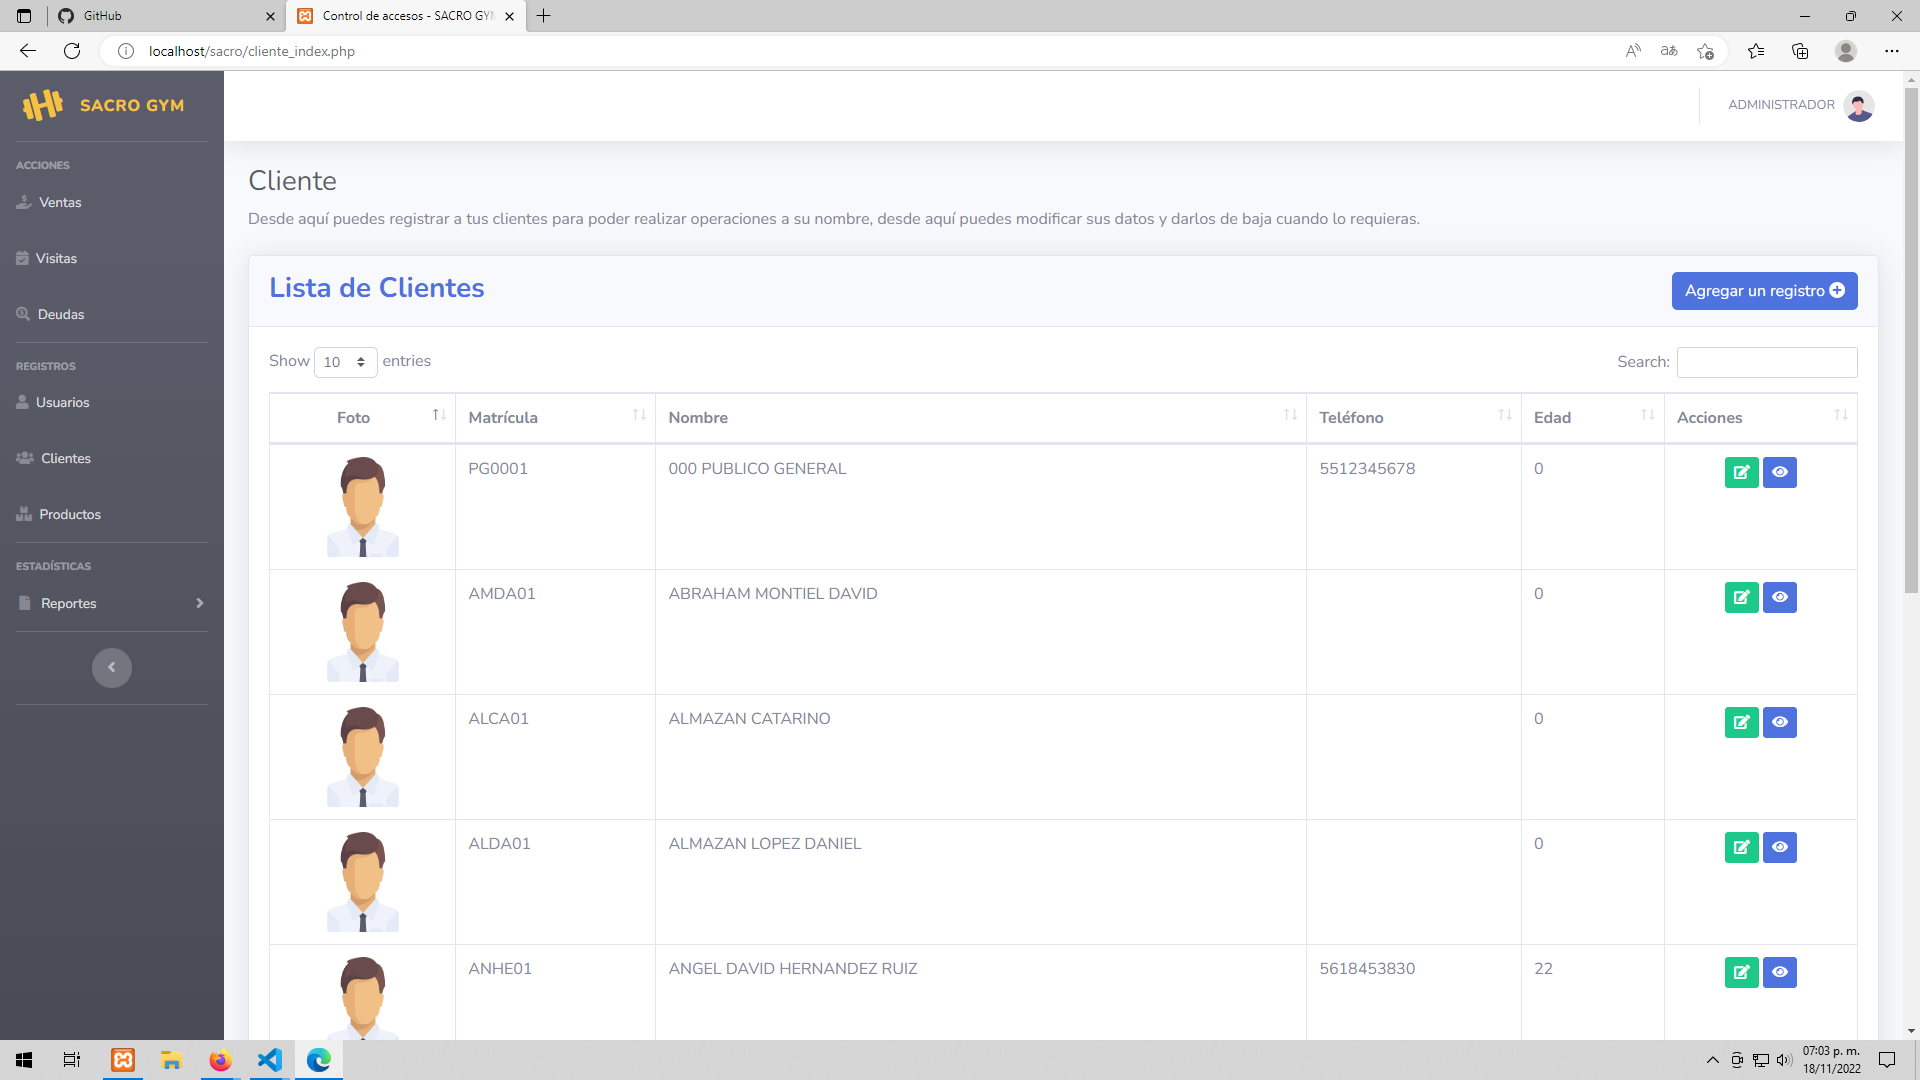 GitHub
Control de accesos - SACRO GYM
localhost/sacro/cliente_index.php
SACRO GYM
ADMINISTRADOR
ACCIONES
Ventas
Visitas
Deudas
REGISTROS
Usuarios
Clientes
Productos
ESTADÍSTICAS
Reportes
Cliente
Desde aquí puedes registrar a tus clientes para poder realizar operaciones a su nombre, desde aquí puedes modificar sus datos y darlos de baja cuando lo requieras.
Lista de Clientes
Agregar un registro
Show 10 entries
Search:
Foto Matrícula Nombre Teléfono Edad Acciones
PG0001 000 PUBLICO GENERAL 5512345678 0
AMDA01 ABRAHAM MONTIEL DAVID 0
ALCA01 ALMAZAN CATARINO 0
ALDA01 ALMAZAN LOPEZ DANIEL 0
ANHE01 ANGEL DAVID HERNANDEZ RUIZ 5618453830 22
07:03 p. m.
18/11/2022